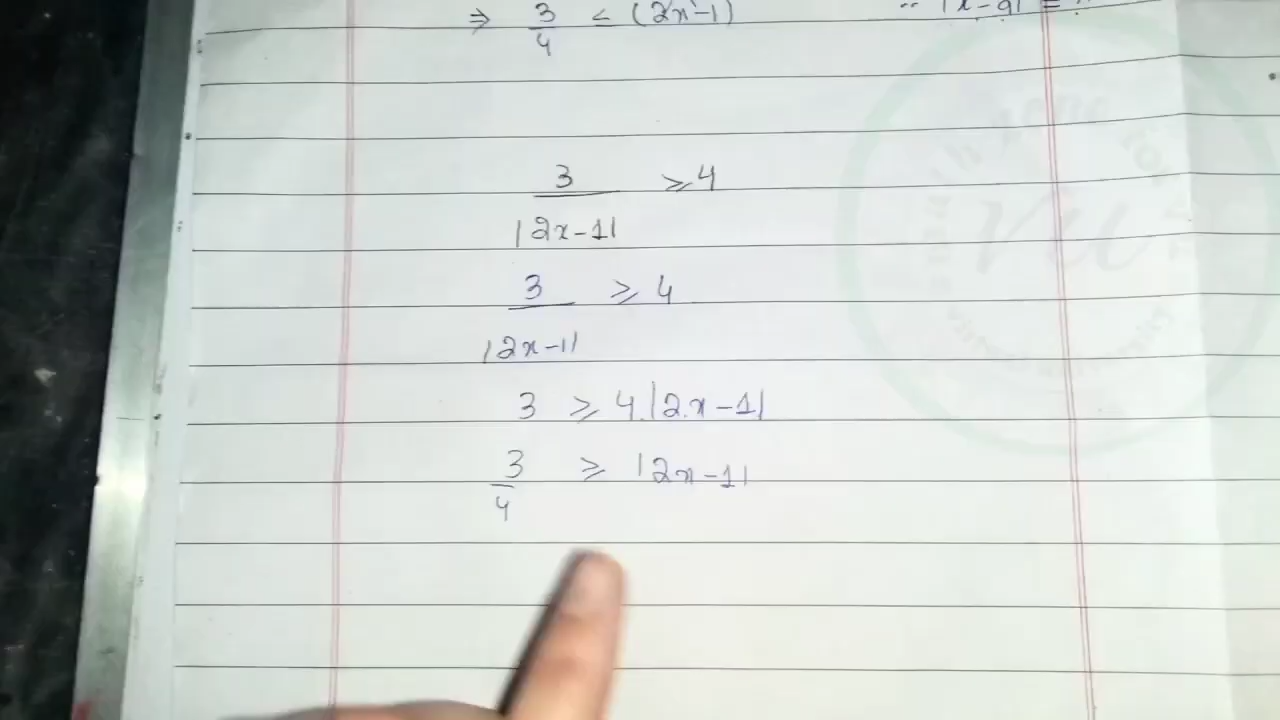 ⇒ 3/4 ≤ (2x-1)
3/|2x-1| ≥ 4
3/|2x-1| ≥ 4
3 ≥ 4.|2x-1|
3/4 ≥ |2x-1|